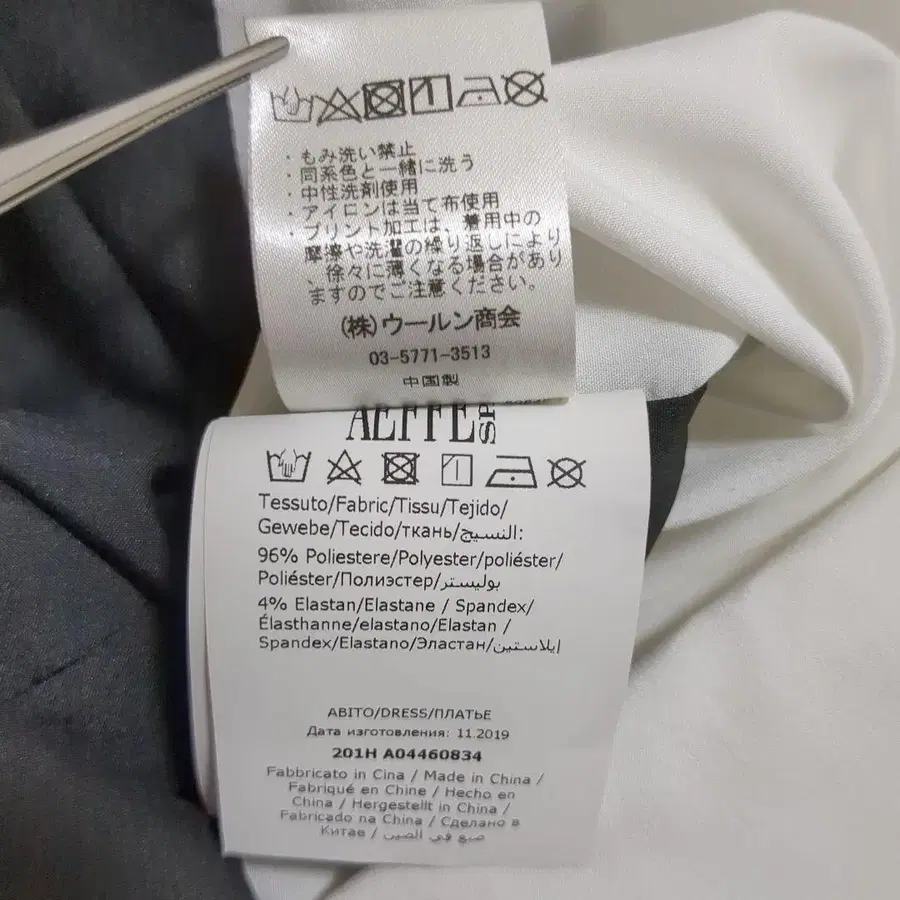 ・もみ洗い禁止
・同系色と一緒に洗う
・中性洗剤使用
・アイロンは当て布使用
・プリント加工は、着用中の
摩擦や洗濯の繰り返しにより
徐々に薄くなる場合があり
ますのでご注意ください。
(株)ウールン商会
03-5771-3513
中国製
AEFFE SP
Tessuto/Fabric/Tissu/Tejido/
Gewebe/Tecido/ткань/النسيج:
96% Poliestere/Polyester/poliéster/
Poliéster/Полиэстер/بوليستر
4% Elastan/Elastane / Spandex/
Élasthanne/elastano/Elastan /
Spandex/Elastano/Эластан/إيلاستين
ABITO/DRESS/ПЛАТЬЕ
Дата изготовления: 11.2019
201H A04460834
Fabbricato in Cina / Made in China /
Fabriqué en Chine / Hecho en
China / Hergestellt in China /
Fabricado na China / Сделано в
Китае / صنع في الصين